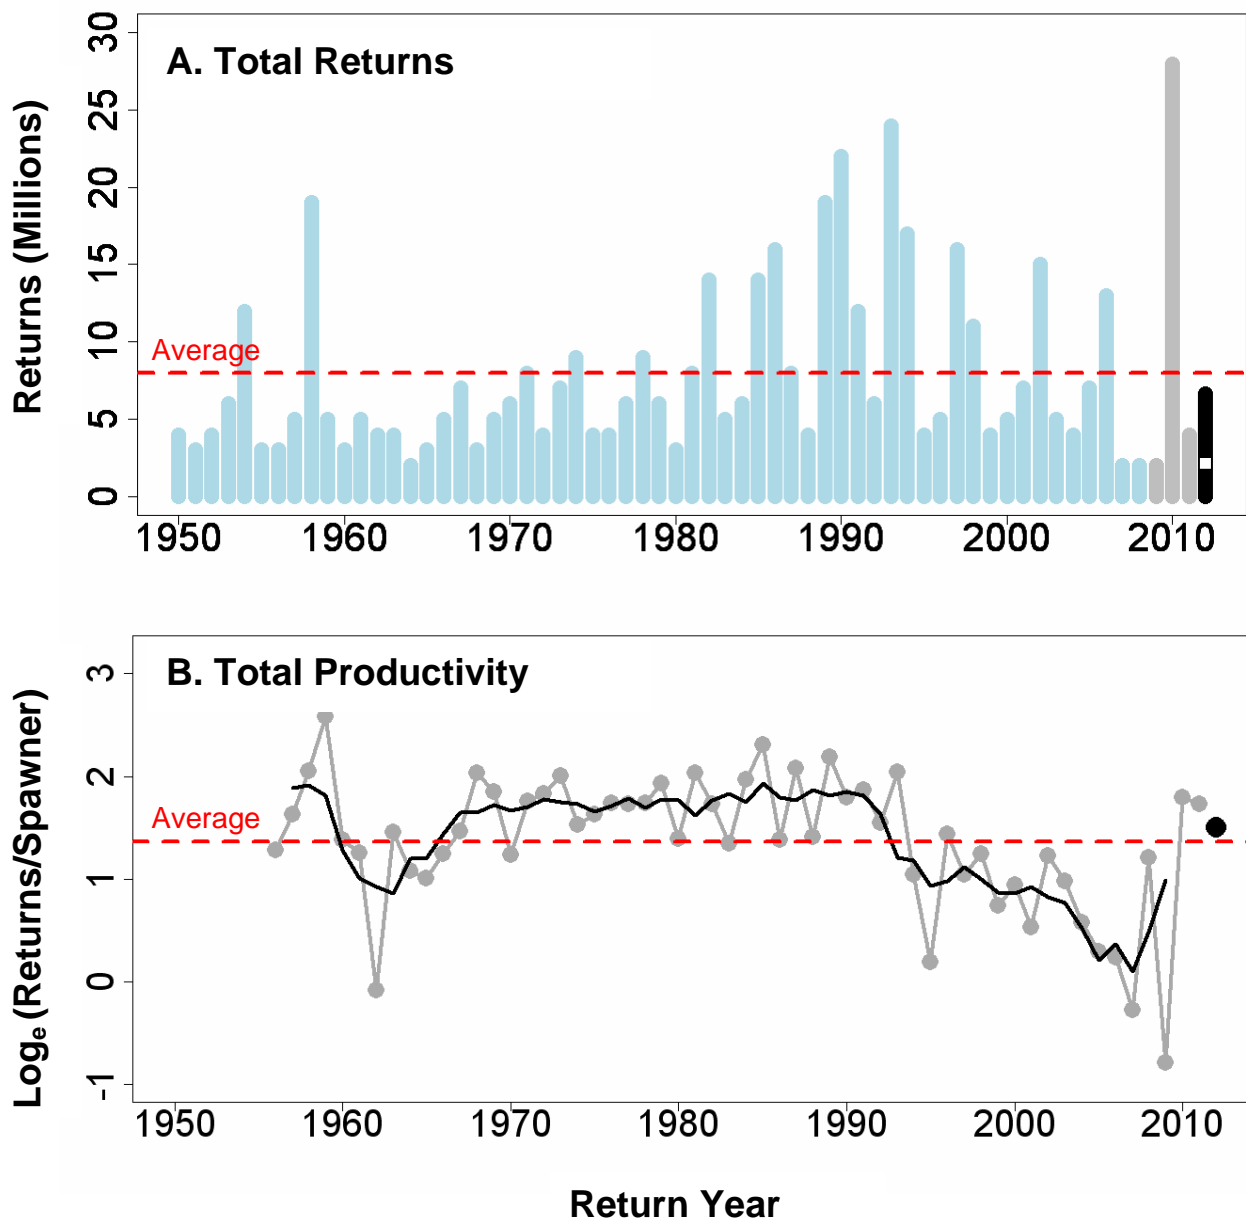 A. Total Returns
Returns (Millions)
30
25
20
15
10
5
0
Average
1950 1960 1970 1980 1990 2000 2010
B. Total Productivity
Logₑ (Returns/Spawner)
3
2
1
0
-1
Average
1950 1960 1970 1980 1990 2000 2010
Return Year